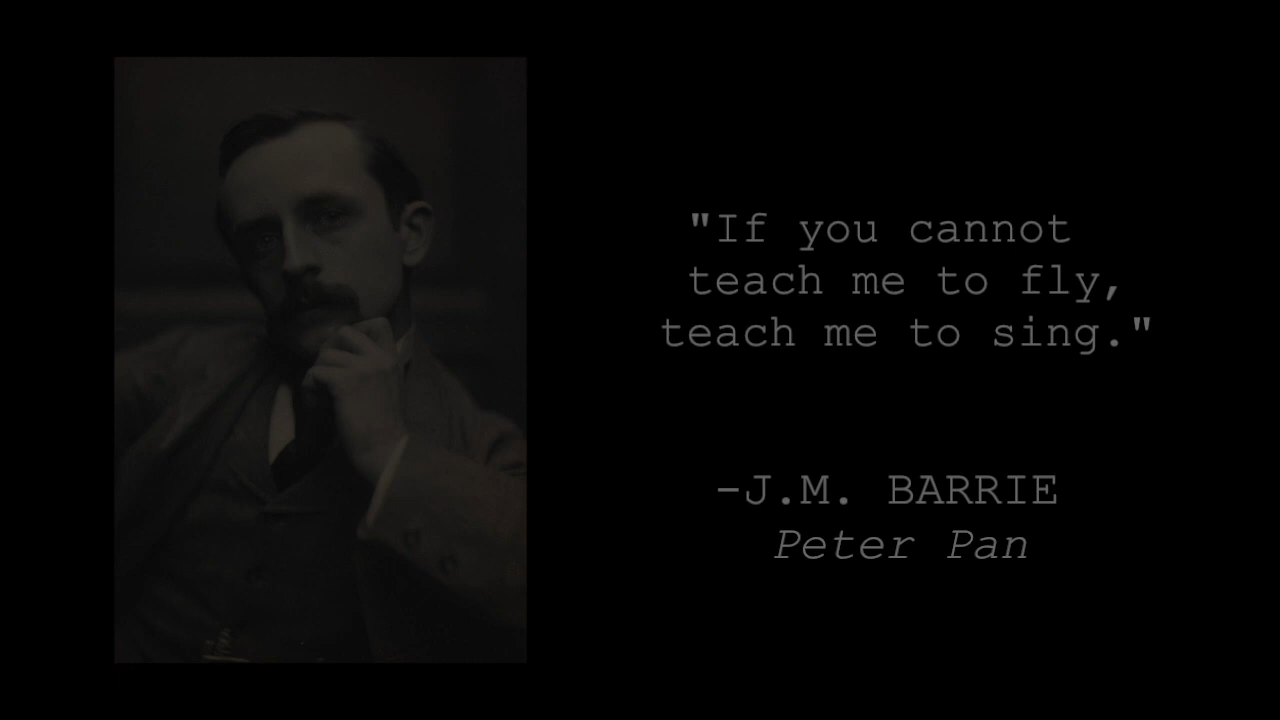 "If you cannot
teach me to fly,
teach me to sing."
-J.M. BARRIE
Peter Pan